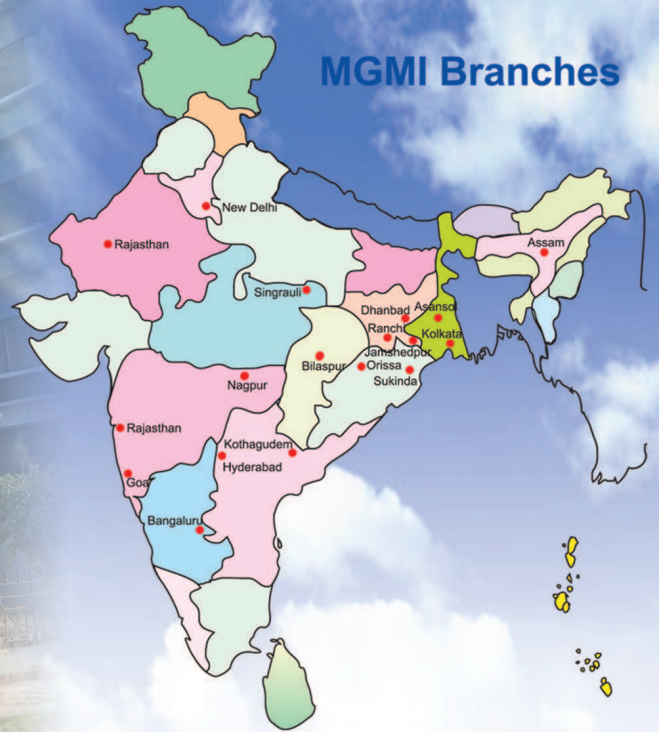 MGMI Branches
New Delhi
Rajasthan
Assam
Singrauli
Dhanbad
Asansol
Ranchi
Kolkata
Jamshedpur
Bilaspur
Orissa
Sukinda
Nagpur
Rajasthan
Kothagudem
Hyderabad
Goa
Bangaluru